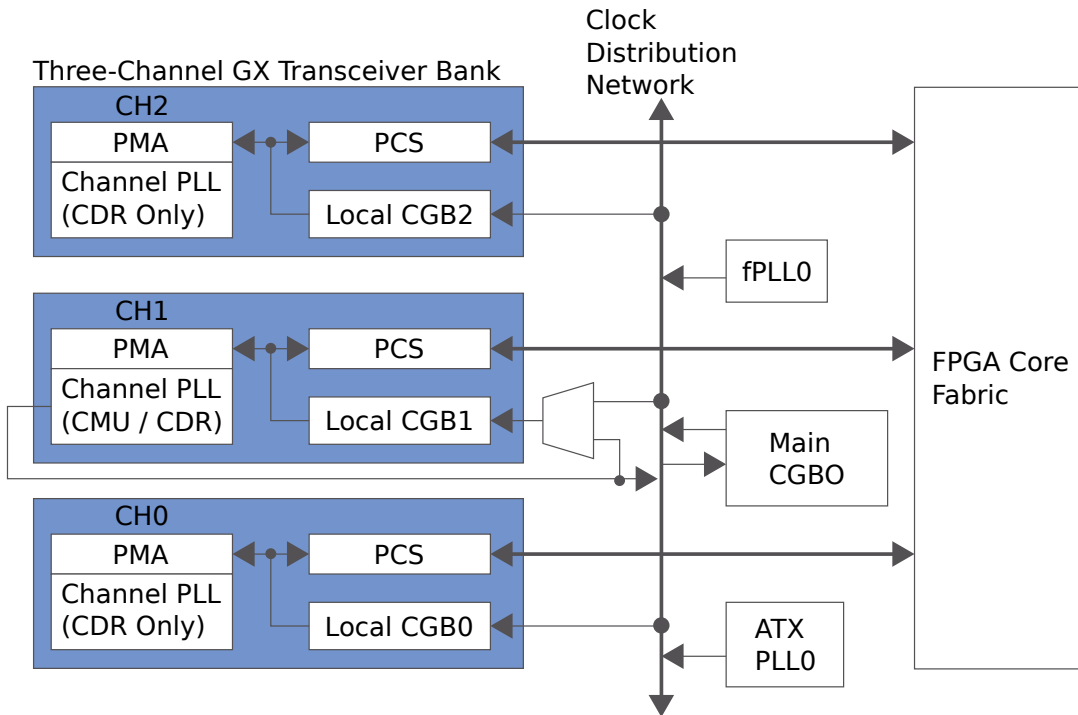 Clock
Distribution
Network
Three-Channel GX Transceiver Bank
CH2
PMA
Channel PLL
(CDR Only)
PCS
Local CGB2
fPLL0
CH1
PMA
Channel PLL
(CMU / CDR)
PCS
Local CGB1
Main
CGBO
FPGA Core
Fabric
CH0
PMA
Channel PLL
(CDR Only)
PCS
Local CGB0
ATX
PLL0